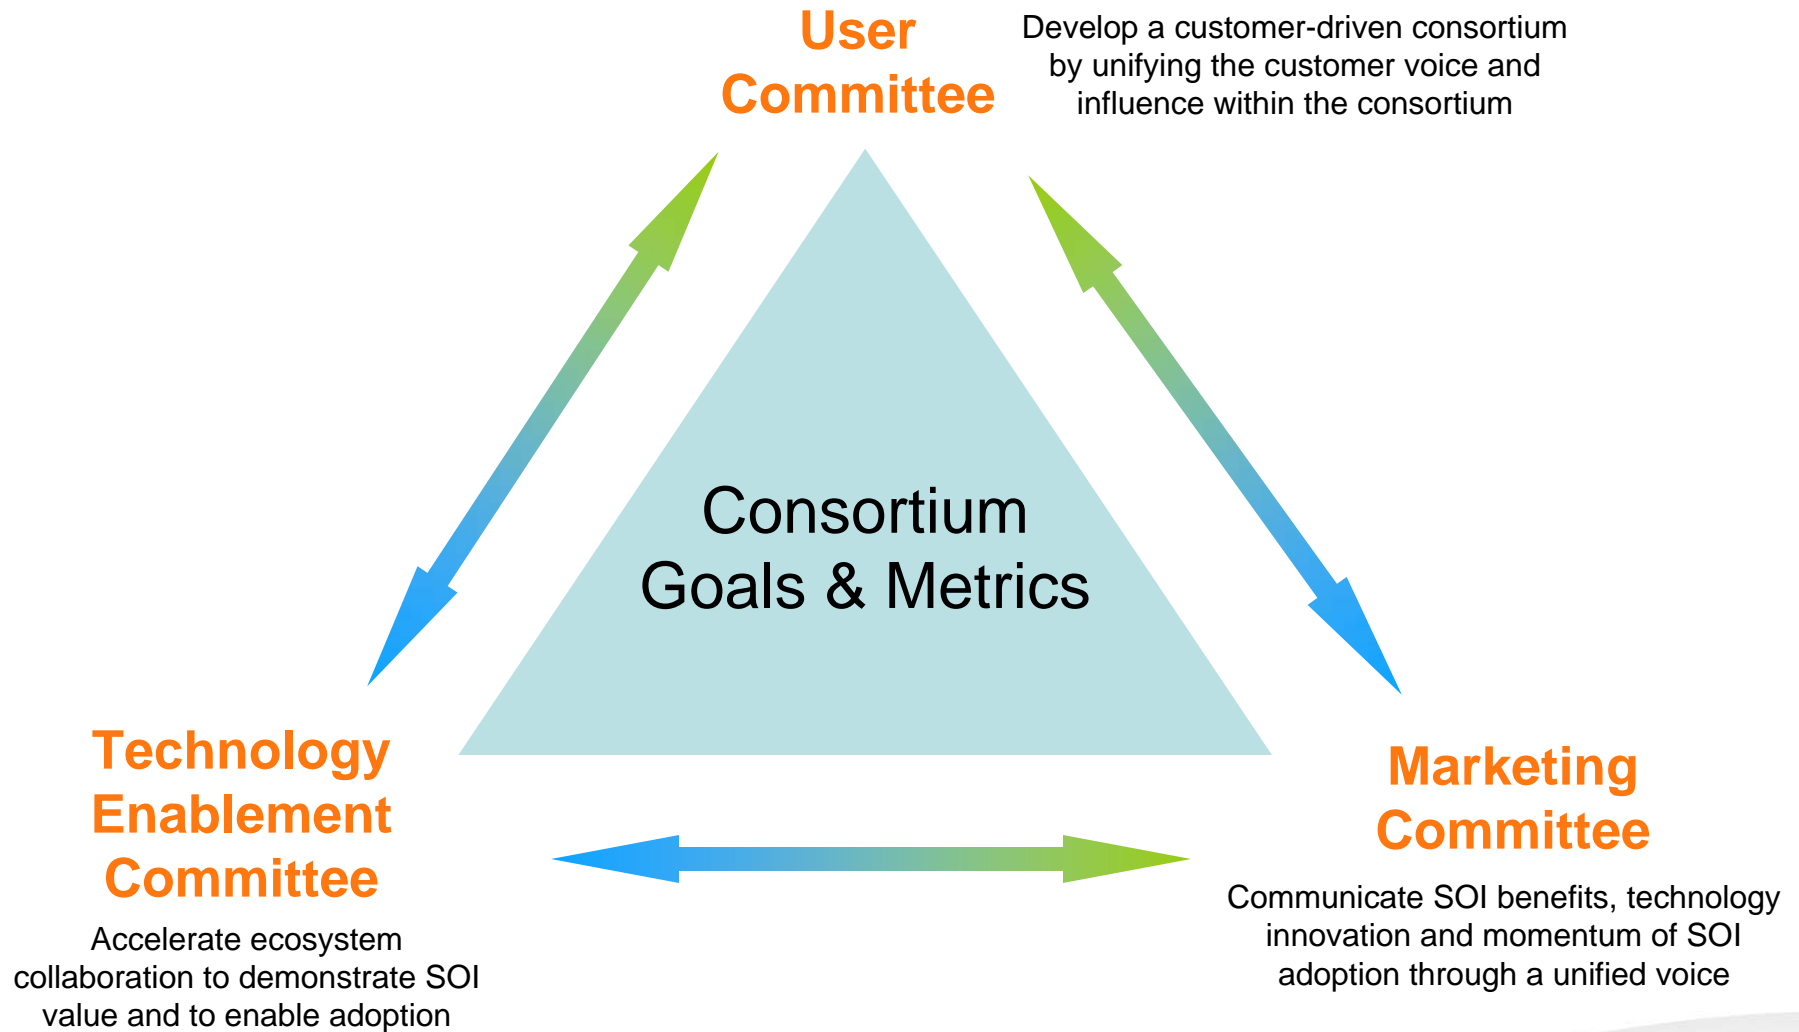 User
Committee
Develop a customer-driven consortium
by unifying the customer voice and
influence within the consortium
Consortium
Goals & Metrics
Technology
Enablement
Committee
Accelerate ecosystem
collaboration to demonstrate SOI
value and to enable adoption
Marketing
Committee
Communicate SOI benefits, technology
innovation and momentum of SOI
adoption through a unified voice